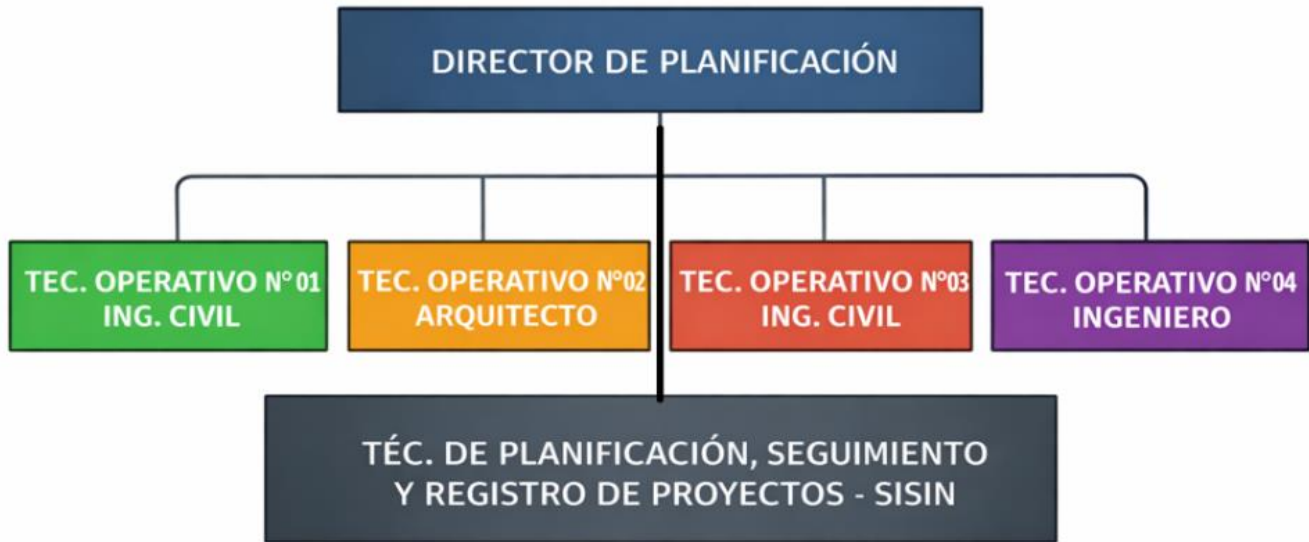 DIRECTOR DE PLANIFICACIÓN
TEC. OPERATIVO N°01
ING. CIVIL
TEC. OPERATIVO N°02
ARQUITECTO
TEC. OPERATIVO N°03
ING. CIVIL
TEC. OPERATIVO N°04
INGENIERO
TÉC. DE PLANIFICACIÓN, SEGUIMIENTO
Y REGISTRO DE PROYECTOS - SISIN